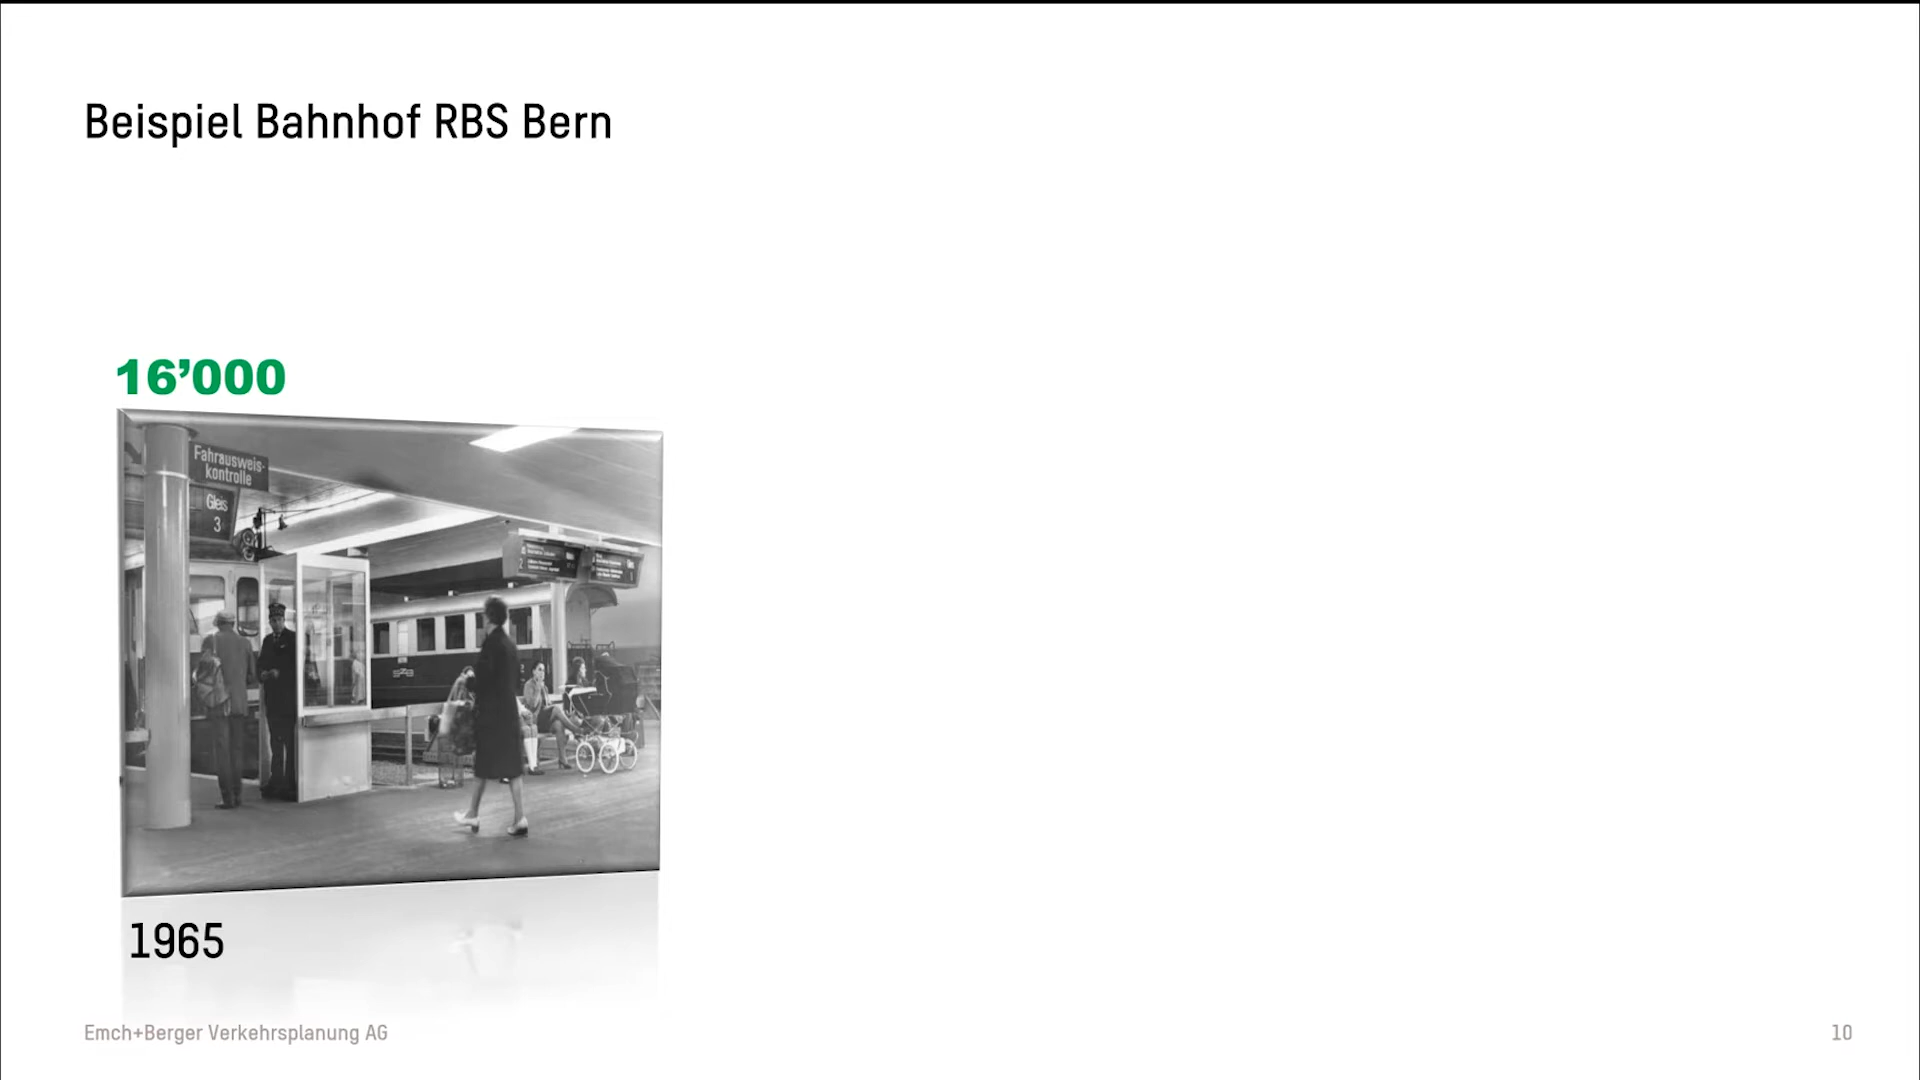 Beispiel Bahnhof RBS Bern
16’000
Fahrausweis-
kontrolle
Gleis
3
1965
Emch+Berger Verkehrsplanung AG
10